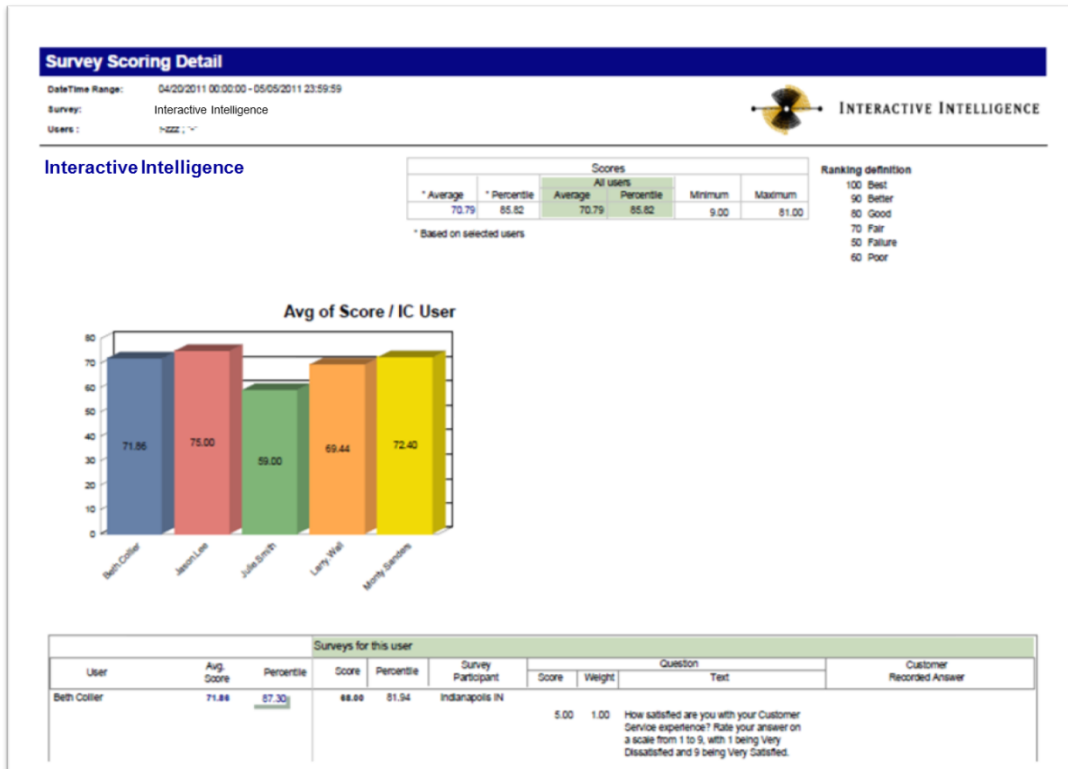 Survey Scoring Detail
DateTime Range: 04/20/2011 00:00:00 - 05/05/2011 23:59:59
Survey: Interactive Intelligence
Users :
INTERACTIVE INTELLIGENCE
Interactive Intelligence
Scores
All users
* Average * Percentile Average Percentile Minimum Maximum
70.79 85.82 70.79 85.82 9.00 81.00
* Based on selected users
Ranking definition
100 Best
90 Better
80 Good
70 Fair
50 Failure
60 Poor
Avg of Score / IC User
80
70
60
50
40
30
20
10
0
71.86 75.00 59.00 69.44 72.40
Beth.Collier Jason.Lee Julie.Smith Larry.Wall Monty.Sanders
Surveys for this user
User Avg. Score Percentile Score Percentile Survey Participant Question Customer Recorded Answer
Score Weight Text
Beth Collier 71.86 87.30 68.00 81.94 Indianapolis IN
5.00 1.00 How satisfied are you with your Customer
Service experience? Rate your answer on
a scale from 1 to 9, with 1 being Very
Dissatisfied and 9 being Very Satisfied.